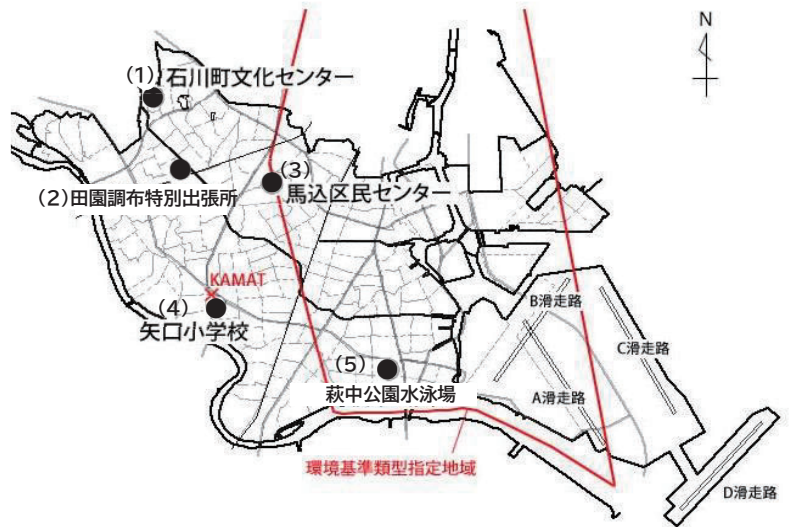 N
(1)石川町文化センター
(2)田園調布特別出張所
(3)
馬込区民センター
KAMAT
(4)
矢口小学校
(5)
萩中公園水泳場
B滑走路
C滑走路
A滑走路
環境基準類型指定地域
D滑走路